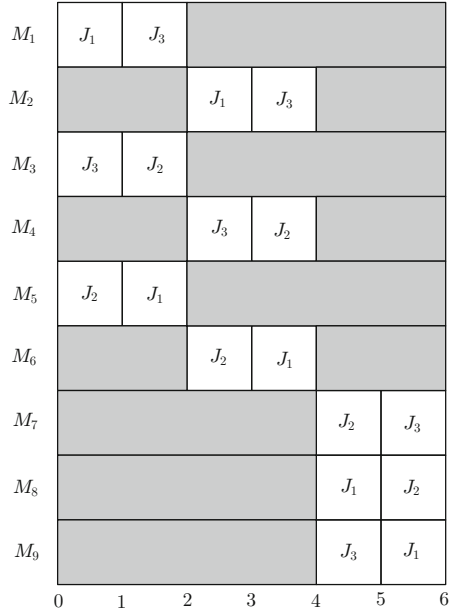 M₁ J₁ J₃
M₂ J₁ J₃
M₃ J₃ J₂
M₄ J₃ J₂
M₅ J₂ J₁
M₆ J₂ J₁
M₇ J₂ J₃
M₈ J₁ J₂
M₉ J₃ J₁
0 1 2 3 4 5 6